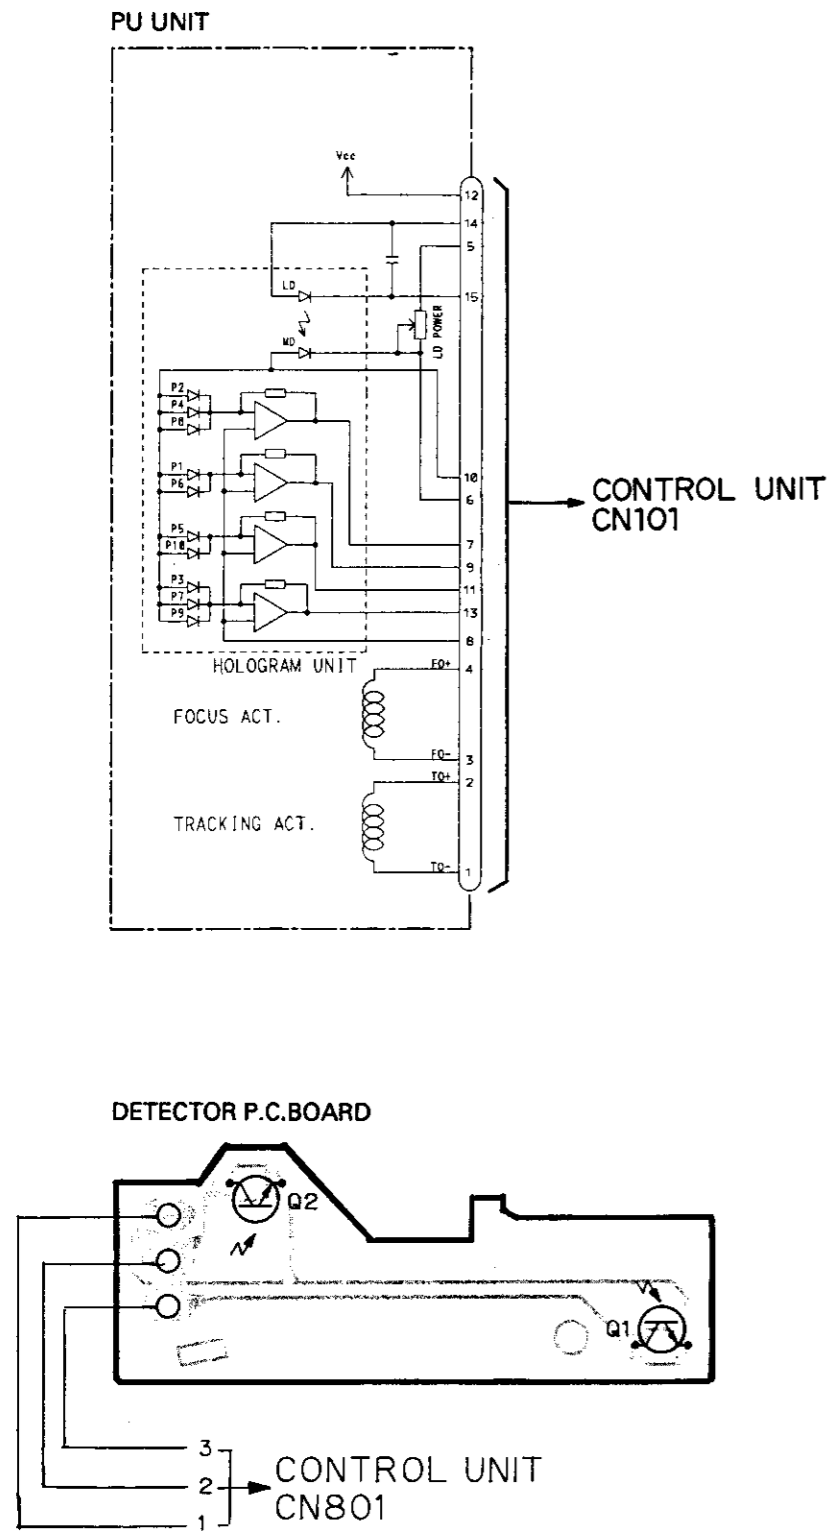 PU UNIT
Vcc
12
14
5
15
LD
LD POWER
MD
P2
P4
P8
P1
P6
10
6
CONTROL UNIT
CN101
P5
P10
7
9
11
P3
P7
P9
13
8
HOLOGRAM UNIT
FO+
4
FOCUS ACT.
FO-
3
TO+
2
TRACKING ACT.
TO-
1
DETECTOR P.C.BOARD
Q2
Q1
3
2
1
CONTROL UNIT
CN801